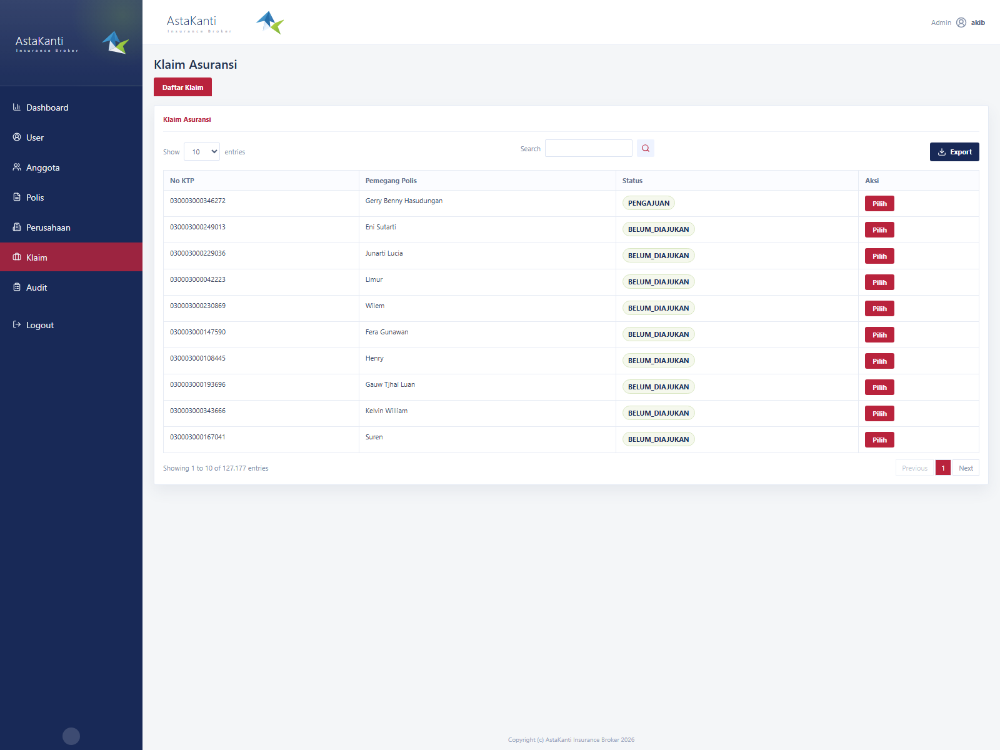 AstaKanti
Insurance Broker
Dashboard
User
Anggota
Polis
Perusahaan
Klaim
Audit
Logout
AstaKanti
Insurance Broker
Admin akib
Klaim Asuransi
Daftar Klaim
Klaim Asuransi
Show 10 entries
Search
Export
No KTP Pemegang Polis Status Aksi
030003000346272 Gerry Benny Hasudungan PENGAJUAN Pilih
030003000249013 Eni Sutarti BELUM_DIAJUKAN Pilih
030003000229036 Junarti Lucia BELUM_DIAJUKAN Pilih
030003000042223 Limur BELUM_DIAJUKAN Pilih
030003000230869 Wilem BELUM_DIAJUKAN Pilih
030003000147590 Fera Gunawan BELUM_DIAJUKAN Pilih
030003000108445 Henry BELUM_DIAJUKAN Pilih
030003000193696 Gauw Tjhai Luan BELUM_DIAJUKAN Pilih
030003000343666 Kelvin William BELUM_DIAJUKAN Pilih
030003000167041 Suren BELUM_DIAJUKAN Pilih
Showing 1 to 10 of 127.177 entries
Previous 1 Next
Copyright (c) AstaKanti Insurance Broker 2026